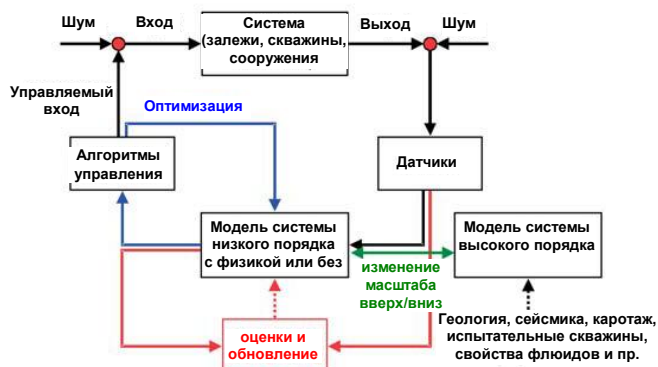 Шум
Вход
Система
(залежи, скважины,
сооружения
Выход
Шум
Управляемый
вход
Оптимизация
Алгоритмы
управления
Датчики
Модель системы
низкого порядка
с физикой или без
Модель системы
высокого порядка
изменение
масштаба
вверх/вниз
оценки и
обновление
Геология, сейсмика, каротаж,
испытательные скважины,
свойства флюидов и пр.